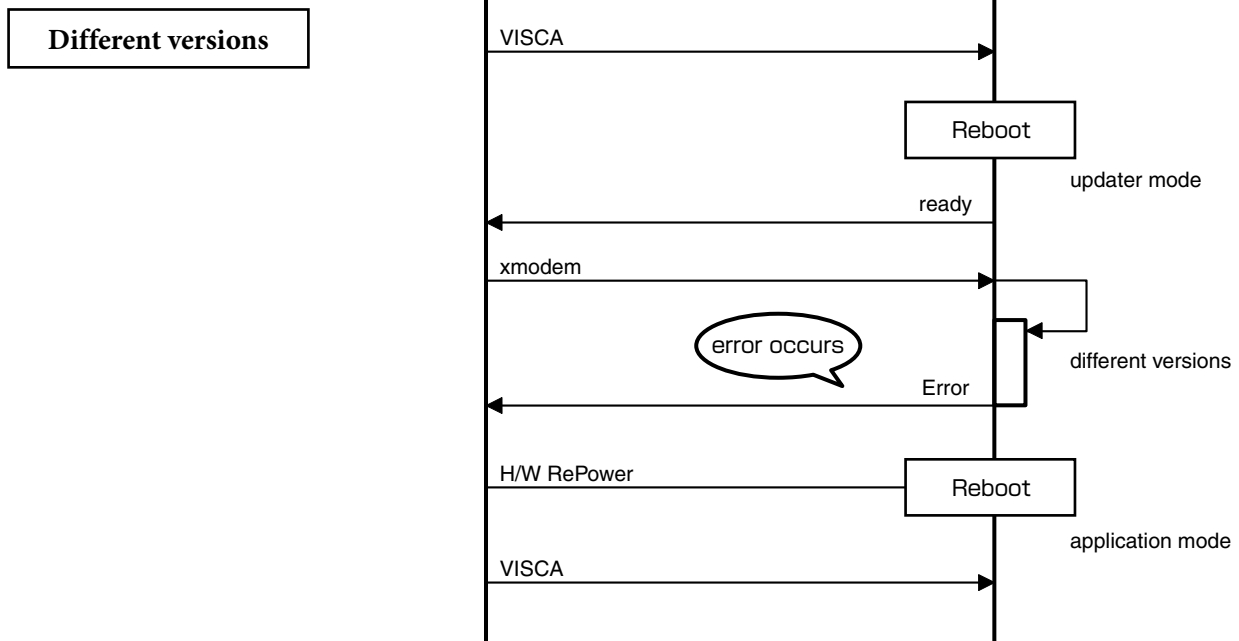 Different versions
VISCA
Reboot
updater mode
ready
xmodem
error occurs
different versions
Error
H/W RePower
Reboot
application mode
VISCA